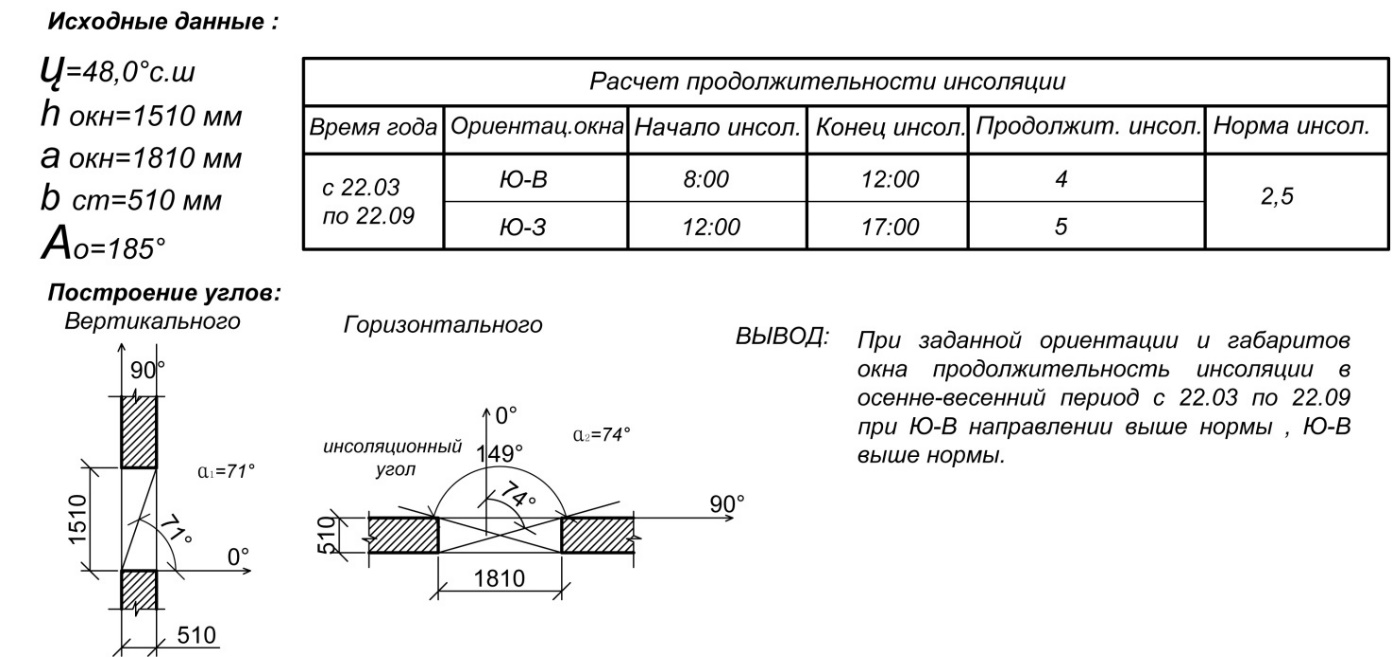 Исходные данные :
Ų=48,0°с.ш
h окн=1510 мм
a окн=1810 мм
b ст=510 мм
Aо=185°
Расчет продолжительности инсоляции
Время года Ориентац.окна Начало инсол. Конец инсол. Продолжит. инсол. Норма инсол.
с 22.03
по 22.09
Ю-В 8:00 12:00 4
2,5
Ю-З 12:00 17:00 5
Построение углов:
Вертикального
90°
α₁=71°
1510
71°
0°
510
Горизонтального
0°
α₂=74°
инсоляционный
угол
149°
74°
90°
510
1810
ВЫВОД:
При заданной ориентации и габаритов
окна продолжительность инсоляции в
осенне-весенний период с 22.03 по 22.09
при Ю-В направлении выше нормы , Ю-В
выше нормы.